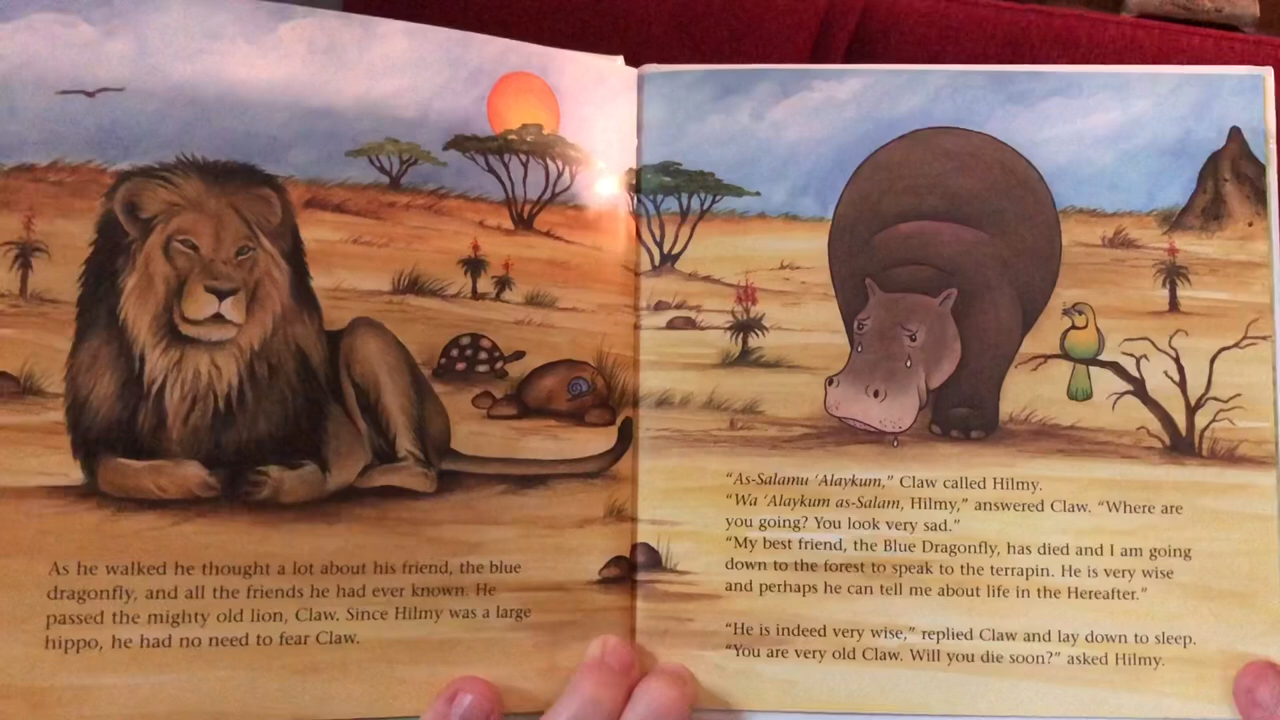 As he walked he thought a lot about his friend, the blue
dragonfly, and all the friends he had ever known. He
passed the mighty old lion, Claw. Since Hilmy was a large
hippo, he had no need to fear Claw.
“As-Salamu ‘Alaykum,” Claw called Hilmy.
“Wa ‘Alaykum as-Salam, Hilmy,” answered Claw. “Where are
you going? You look very sad.”
“My best friend, the Blue Dragonfly, has died and I am going
down to the forest to speak to the terrapin. He is very wise
and perhaps he can tell me about life in the Hereafter.”
“He is indeed very wise,” replied Claw and lay down to sleep.
“You are very old Claw. Will you die soon?” asked Hilmy.